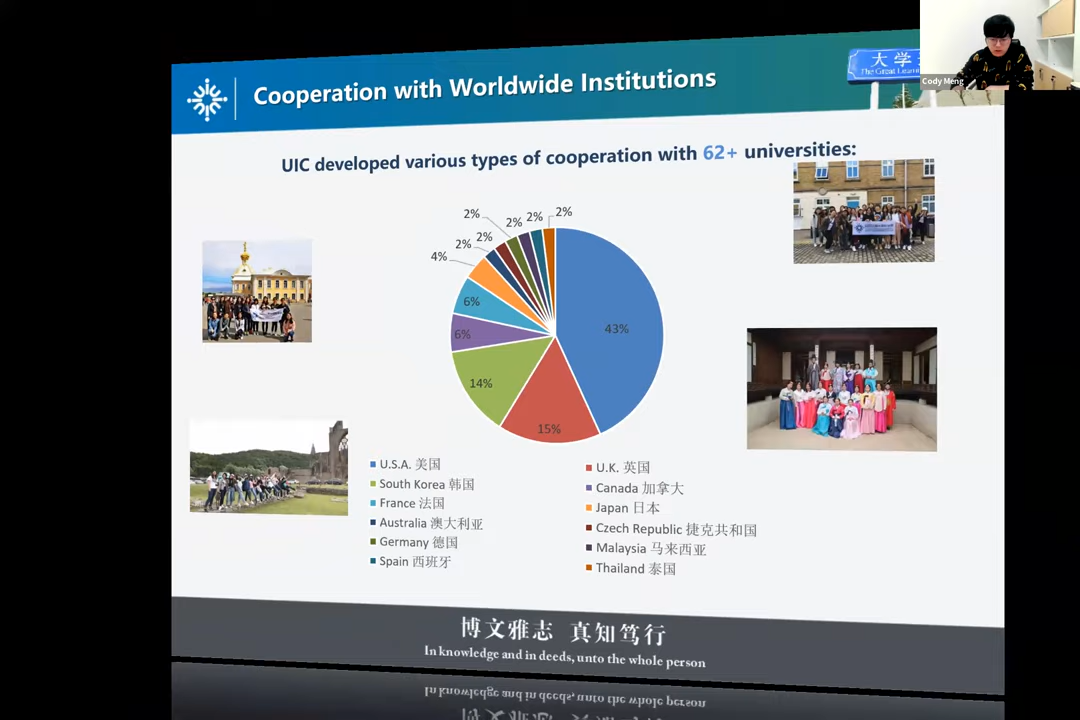 Cooperation with Worldwide Institutions
大学
The Great Learn
Cody Meng
UIC developed various types of cooperation with 62+ universities:
2%
2%
2%
2%
2%
2%
4%
6%
6%
14%
15%
43%
U.S.A. 美国
U.K. 英国
South Korea 韩国
Canada 加拿大
France 法国
Japan 日本
Australia 澳大利亚
Czech Republic 捷克共和国
Germany 德国
Malaysia 马来西亚
Spain 西班牙
Thailand 泰国
博文雅志 真知笃行
In knowledge and in deeds, unto the whole person